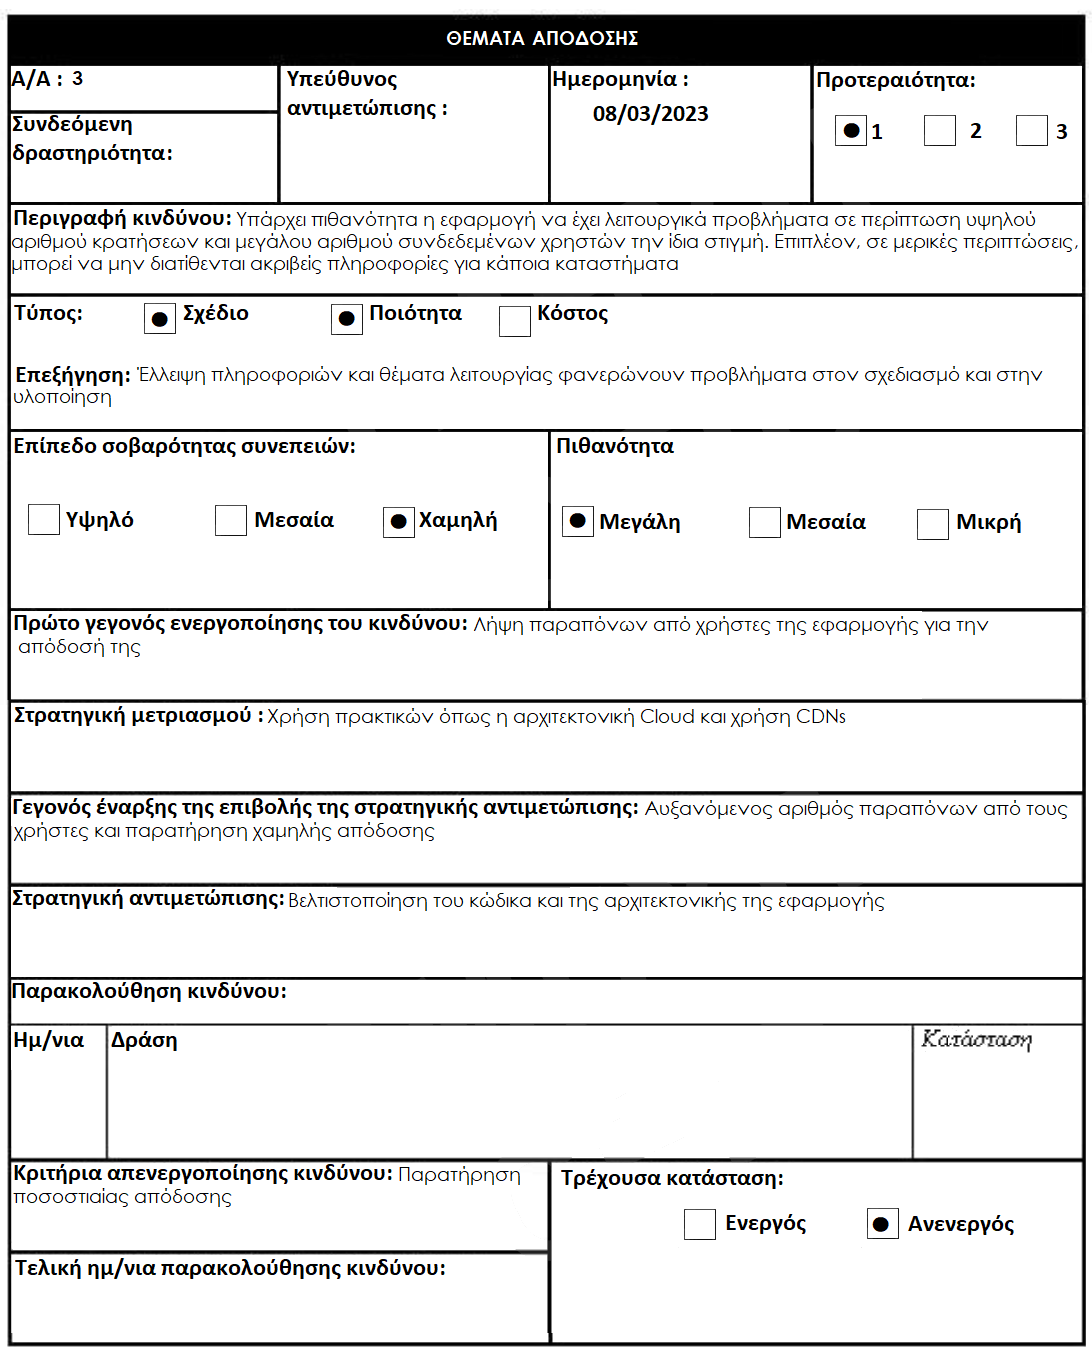 ΘΕΜΑΤΑ ΑΠΟΔΟΣΗΣ
Α/Α : 3
Συνδεόμενη
δραστηριότητα:
Υπεύθυνος
αντιμετώπισης :
Ημερομηνία :
08/03/2023
Προτεραιότητα:
1 2 3
Περιγραφή κινδύνου: Υπάρχει πιθανότητα η εφαρμογή να έχει λειτουργικά προβλήματα σε περίπτωση υψηλού
αριθμού κρατήσεων και μεγάλου αριθμού συνδεδεμένων χρηστών την ίδια στιγμή. Επιπλέον, σε μερικές περιπτώσεις,
μπορεί να μην διατίθενται ακριβείς πληροφορίες για κάποια καταστήματα
Τύπος: Σχέδιο Ποιότητα Κόστος
Επεξήγηση: Έλλειψη πληροφοριών και θέματα λειτουργίας φανερώνουν προβλήματα στον σχεδιασμό και στην
υλοποίηση
Επίπεδο σοβαρότητας συνεπειών:
Υψηλό Μεσαία Χαμηλή
Πιθανότητα
Μεγάλη Μεσαία Μικρή
Πρώτο γεγονός ενεργοποίησης του κινδύνου: Λήψη παραπόνων από χρήστες της εφαρμογής για την
απόδοσή της
Στρατηγική μετριασμού : Χρήση πρακτικών όπως η αρχιτεκτονική Cloud και χρήση CDNs
Γεγονός έναρξης της επιβολής της στρατηγικής αντιμετώπισης: Αυξανόμενος αριθμός παραπόνων από τους
χρήστες και παρατήρηση χαμηλής απόδοσης
Στρατηγική αντιμετώπισης: Βελτιστοποίηση του κώδικα και της αρχιτεκτονικής της εφαρμογής
Παρακολούθηση κινδύνου:
Ημ/νια Δράση Κατάσταση
Κριτήρια απενεργοποίησης κινδύνου: Παρατήρηση
ποσοστιαίας απόδοσης
Τρέχουσα κατάσταση:
Ενεργός Ανενεργός
Τελική ημ/νια παρακολούθησης κινδύνου: